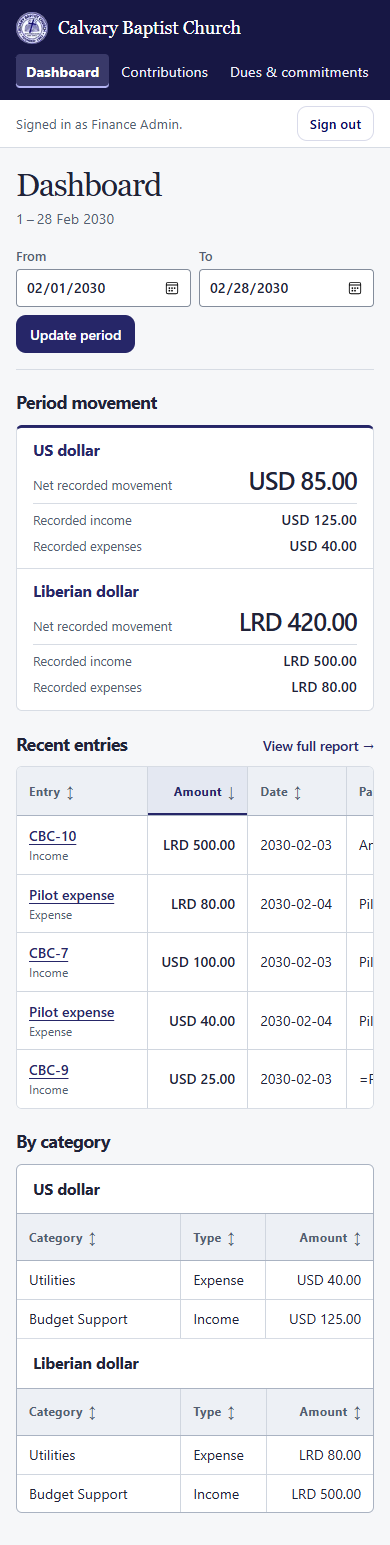 Calvary Baptist Church
Dashboard Contributions Dues & commitments
Signed in as Finance Admin. Sign out
Dashboard
1 – 28 Feb 2030
From To
02/01/2030 02/28/2030
Update period
Period movement
US dollar
Net recorded movement USD 85.00
Recorded income USD 125.00
Recorded expenses USD 40.00
Liberian dollar
Net recorded movement LRD 420.00
Recorded income LRD 500.00
Recorded expenses LRD 80.00
Recent entries View full report →
Entry ↕ Amount ↓ Date ↕ Pa
CBC-10 LRD 500.00 2030-02-03
Income
Pilot expense LRD 80.00 2030-02-04 Pil
Expense
CBC-7 USD 100.00 2030-02-03 Pil
Income
Pilot expense USD 40.00 2030-02-04 Pil
Expense
CBC-9 USD 25.00 2030-02-03
Income
By category
US dollar
Category ↕ Type ↕ Amount ↕
Utilities Expense USD 40.00
Budget Support Income USD 125.00
Liberian dollar
Category ↕ Type ↕ Amount ↕
Utilities Expense LRD 80.00
Budget Support Income LRD 500.00